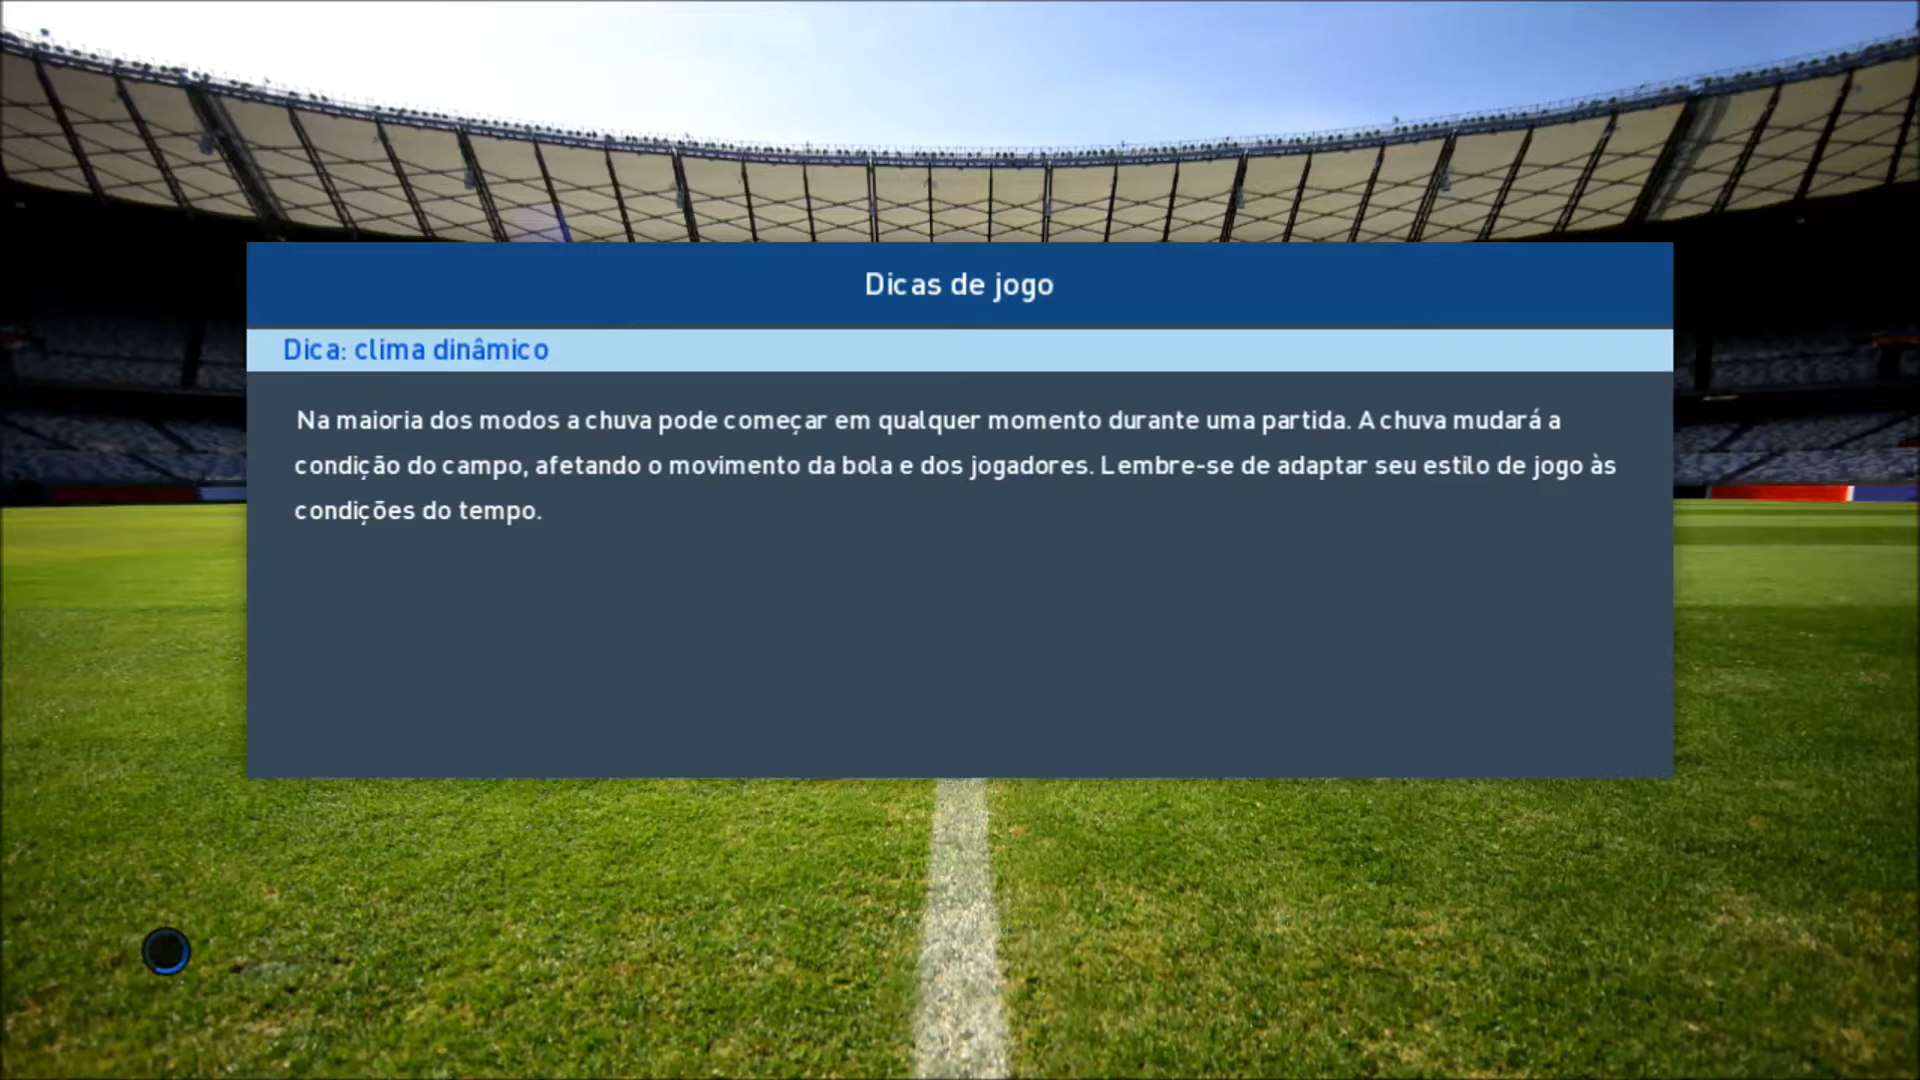 Dicas de jogo
Dica: clima dinâmico
Na maioria dos modos a chuva pode começar em qualquer momento durante uma partida. A chuva mudará a
condição do campo, afetando o movimento da bola e dos jogadores. Lembre-se de adaptar seu estilo de jogo às
condições do tempo.